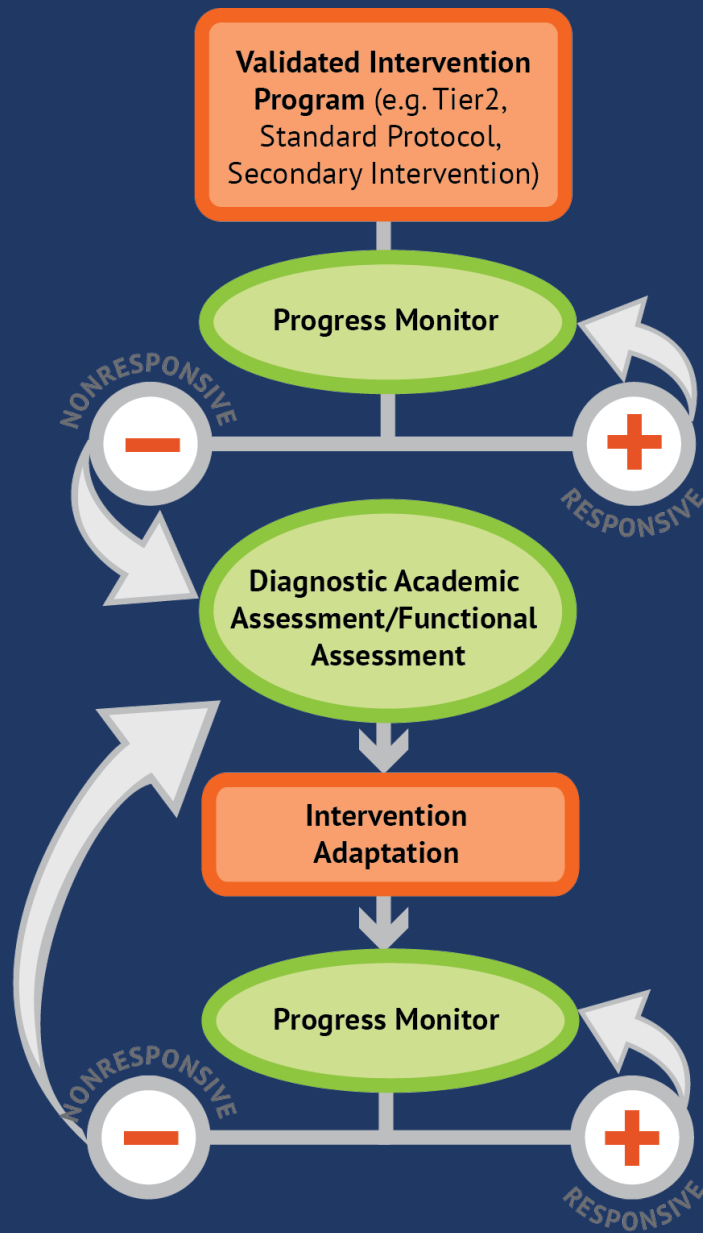 Validated Intervention
Program (e.g. Tier2,
Standard Protocol,
Secondary Intervention)
Progress Monitor
NONRESPONSIVE
−
+
RESPONSIVE
Diagnostic Academic
Assessment/Functional
Assessment
Intervention
Adaptation
Progress Monitor
NONRESPONSIVE
−
+
RESPONSIVE